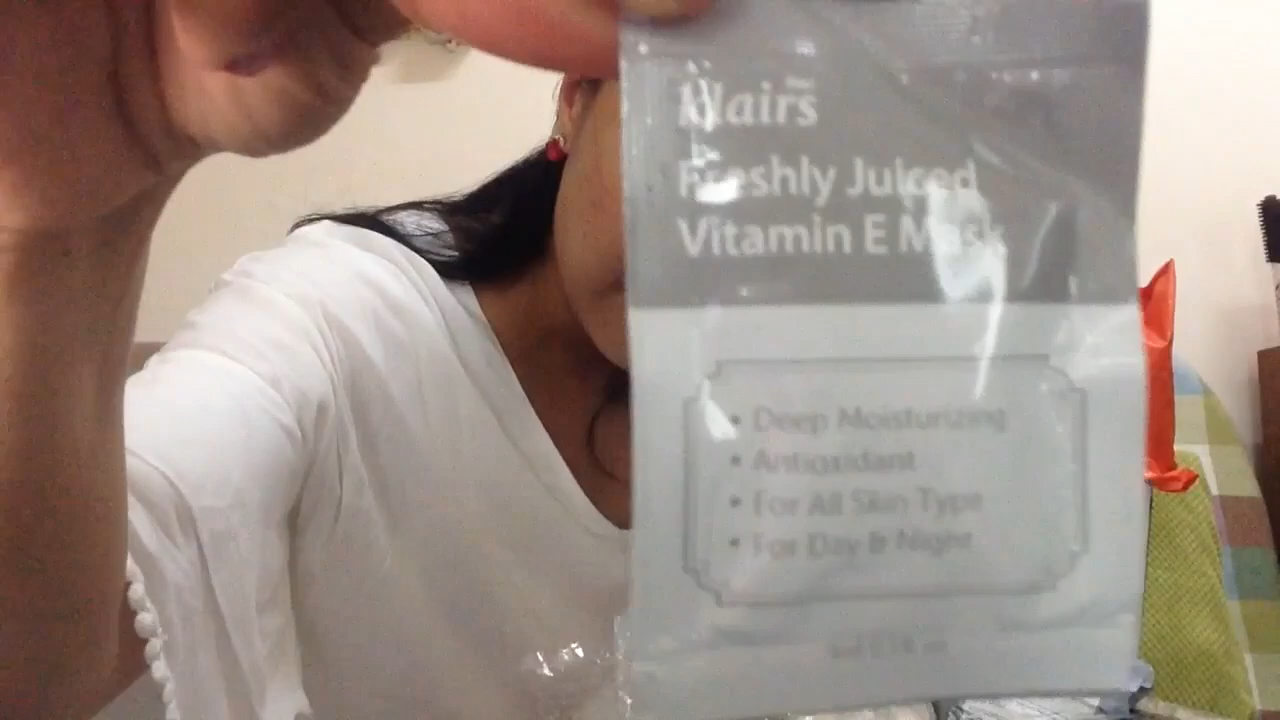 klairs
Freshly Juiced
Vitamin E Mask
• Deep Moisturizing
• Antioxidant
• For All Skin Type
• For Day & Night